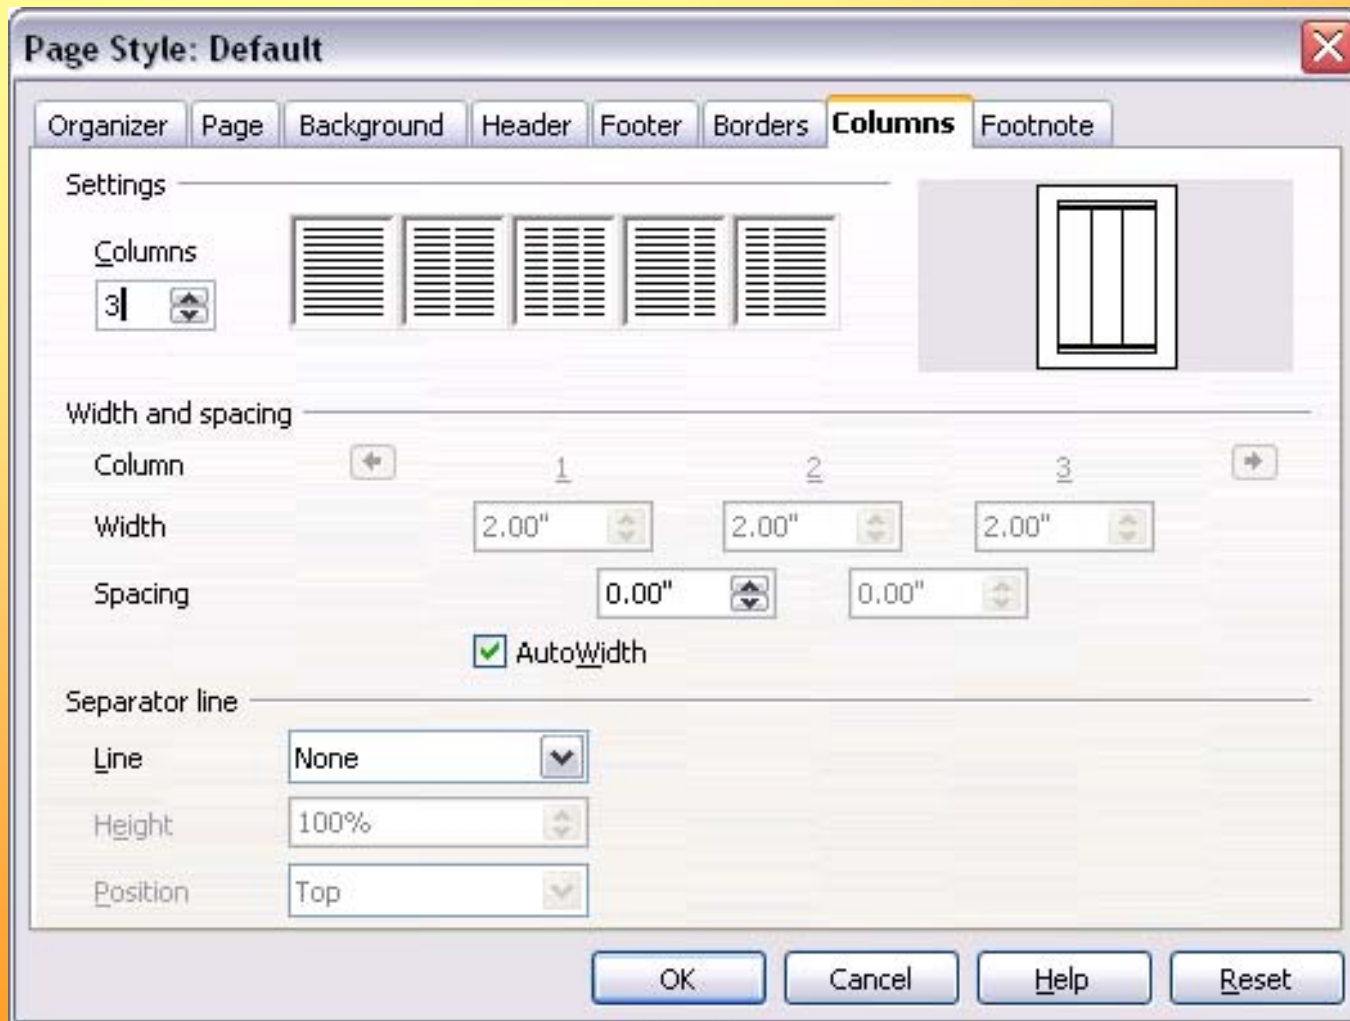 Page Style: Default
Organizer Page Background Header Footer Borders Columns Footnote
Settings
Columns
3
Width and spacing
Column 1 2 3
Width 2.00" 2.00" 2.00"
Spacing 0.00" 0.00"
AutoWidth
Separator line
Line None
Height 100%
Position Top
OK Cancel Help Reset